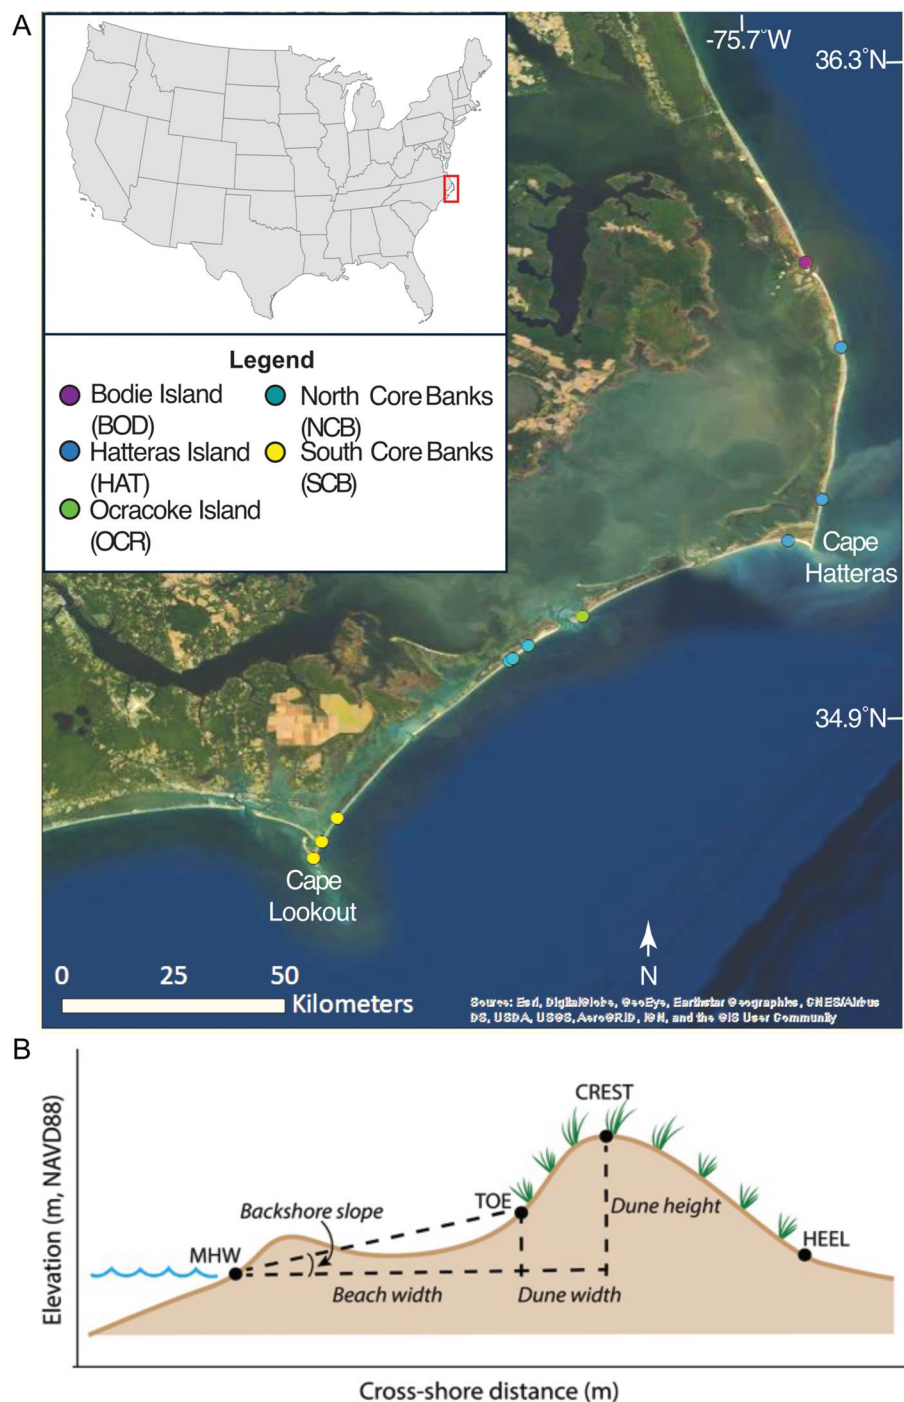 A
-75.7°W
36.3°N
Legend
Bodie Island
(BOD)
North Core Banks
(NCB)
Hatteras Island
(HAT)
South Core Banks
(SCB)
Ocracoke Island
(OCR)
Cape
Hatteras
34.9°N
Cape
Lookout
0 25 50
Kilometers
N
Source: Esri, DigitalGlobe, GeoEye, Earthstar Geographics, CNES/Airbus
DS, USDA, USGS, AeroGRID, IGN, and the GIS User Community
B
Elevation (m, NAVD88)
CREST
TOE
Dune height
Backshore slope
MHW
HEEL
Beach width
Dune width
Cross-shore distance (m)